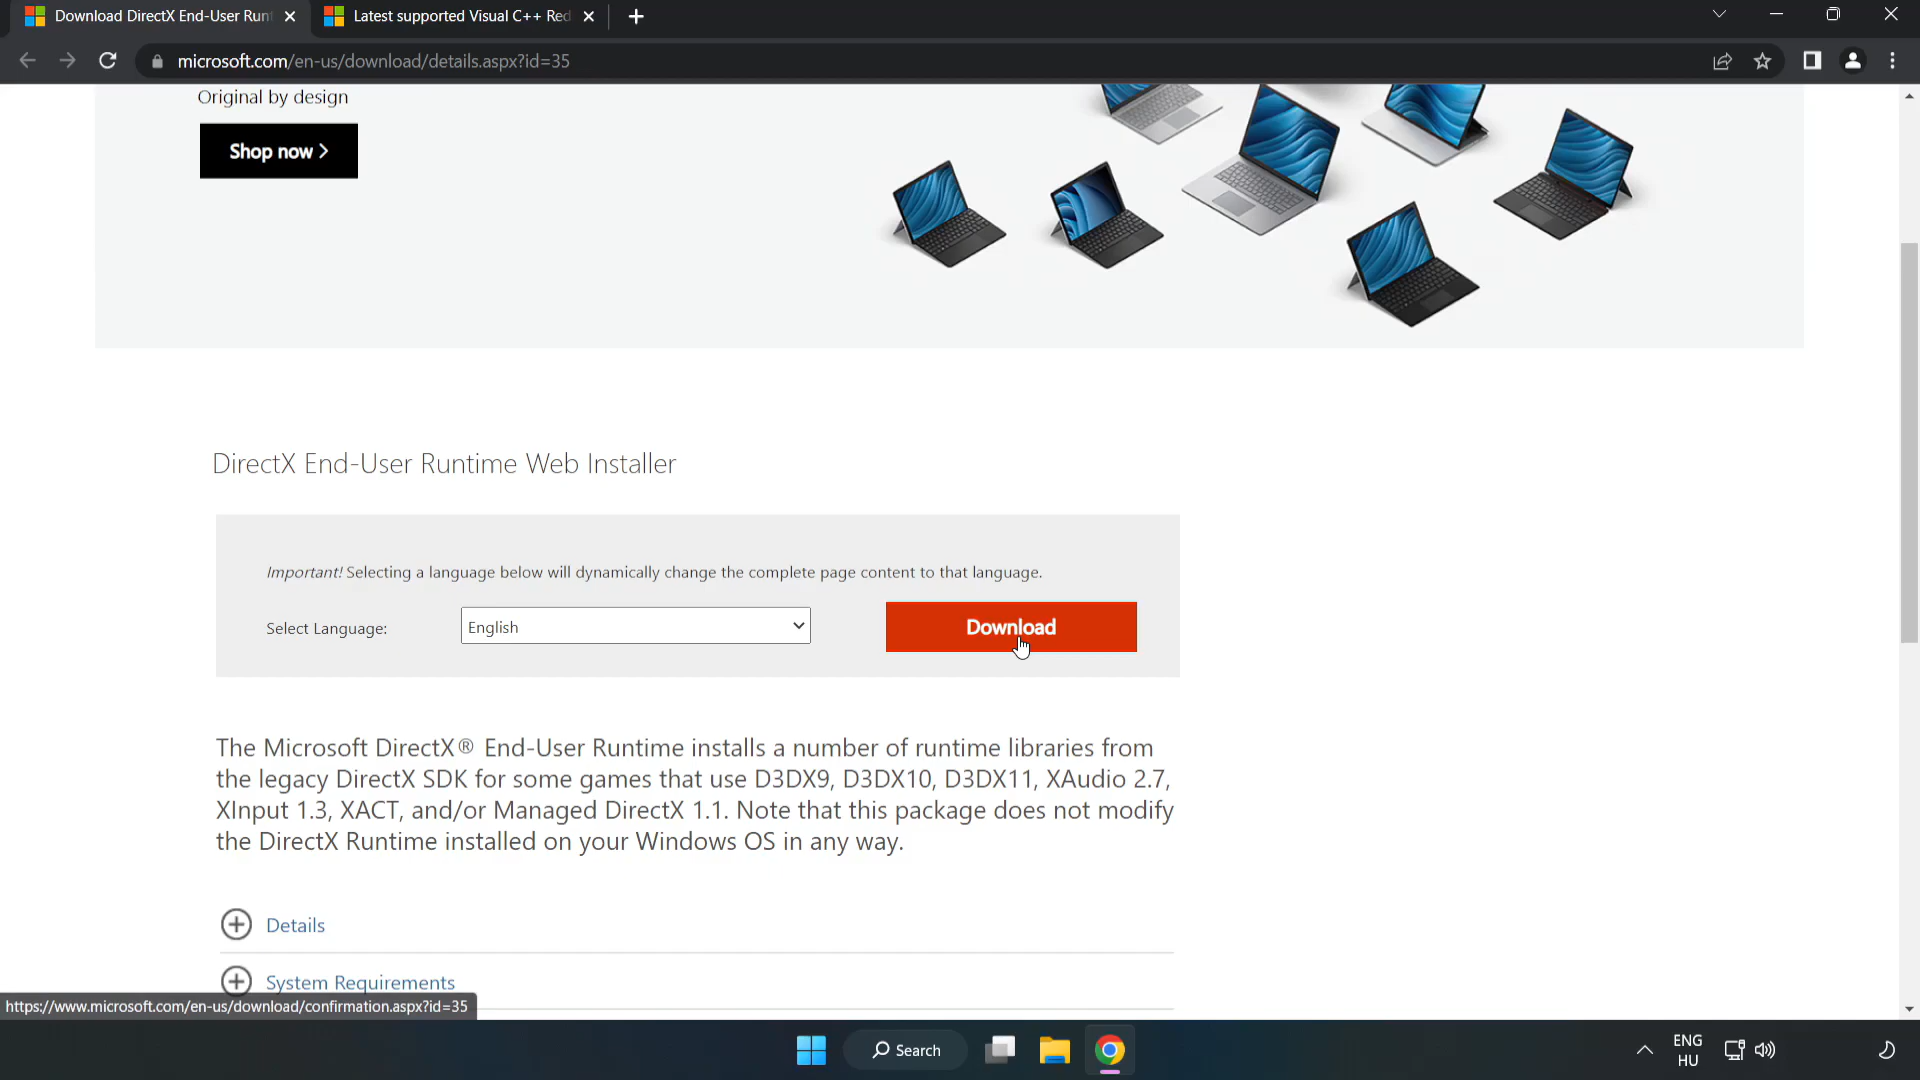 Download DirectX End-User Runt
Latest supported Visual C++ Red
microsoft.com/en-us/download/details.aspx?id=35
Original by design
Shop now
DirectX End-User Runtime Web Installer
Important! Selecting a language below will dynamically change the complete page content to that language.
Select Language:
English
Download
The Microsoft DirectX® End-User Runtime installs a number of runtime libraries from
the legacy DirectX SDK for some games that use D3DX9, D3DX10, D3DX11, XAudio 2.7,
XInput 1.3, XACT, and/or Managed DirectX 1.1. Note that this package does not modify
the DirectX Runtime installed on your Windows OS in any way.
Details
System Requirements
https://www.microsoft.com/en-us/download/confirmation.aspx?id=35
Search
ENG
HU